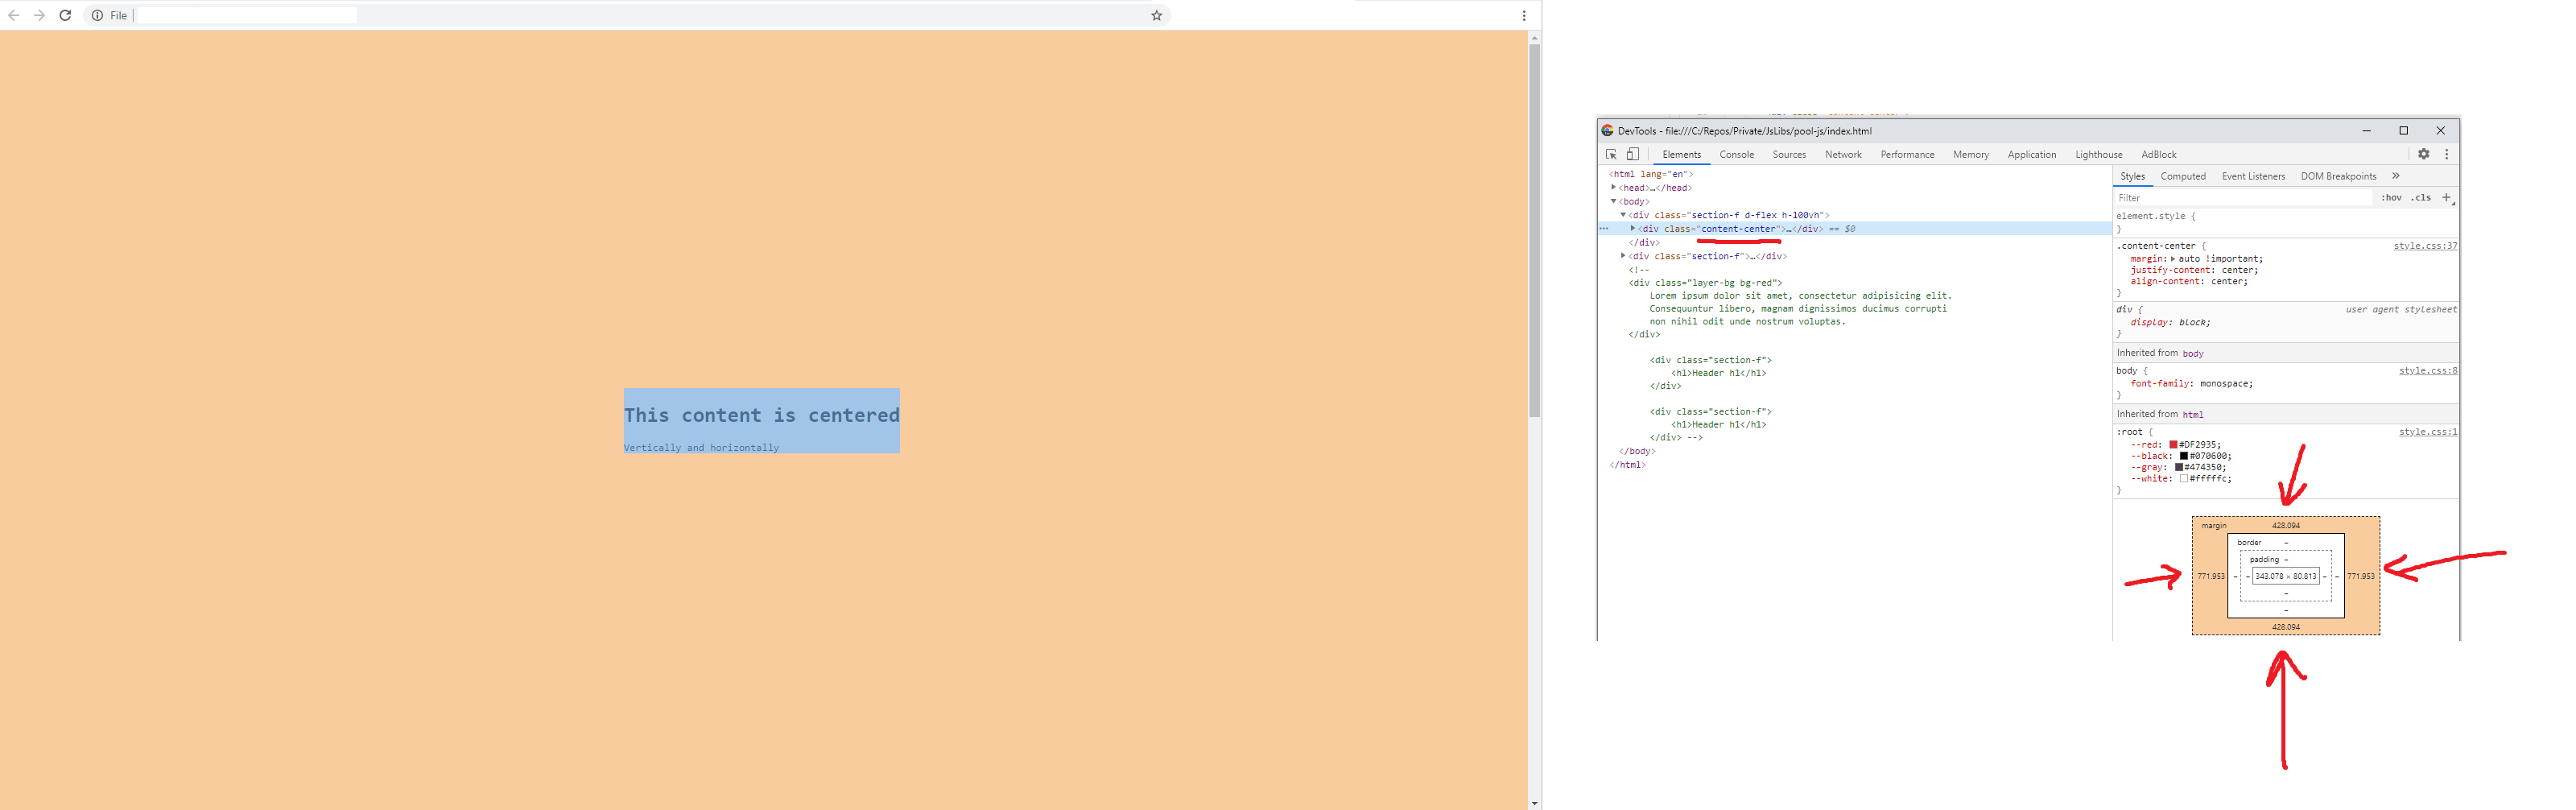 File
This content is centered
Vertically and horizontally
DevTools - file:///C:/Repos/Private/JsLibs/pool-js/index.html
Elements Console Sources Network Performance Memory Application Lighthouse AdBlock
<html lang="en">
<head>…</head>
<body>
<div class="section-f d-flex h-100vh">
<div class="content-center">…</div> == $0
</div>
<div class="section-f">…</div>
<!--
<div class="layer-bg bg-red">
Lorem ipsum dolor sit amet, consectetur adipisicing elit.
Consequuntur libero, magnam dignissimos ducimus corrupti
non nihil odit unde nostrum voluptas.
</div>
<div class="section-f">
<h1>Header h1</h1>
</div>
<div class="section-f">
<h1>Header h1</h1>
</div> -->
</body>
</html>
Styles Computed Event Listeners DOM Breakpoints »
Filter :hov .cls +
element.style {
}
.content-center { style.css:37
margin: auto !important;
justify-content: center;
align-content: center;
}
div { user agent stylesheet
display: block;
}
Inherited from body
body { style.css:8
font-family: monospace;
}
Inherited from html
:root { style.css:1
--red: #DF2935;
--black: #070600;
--gray: #474350;
--white: #fffffc;
}
margin 428.094
border -
padding -
771.953 - - 343.078 × 80.813 - - 771.953
-
-
428.094